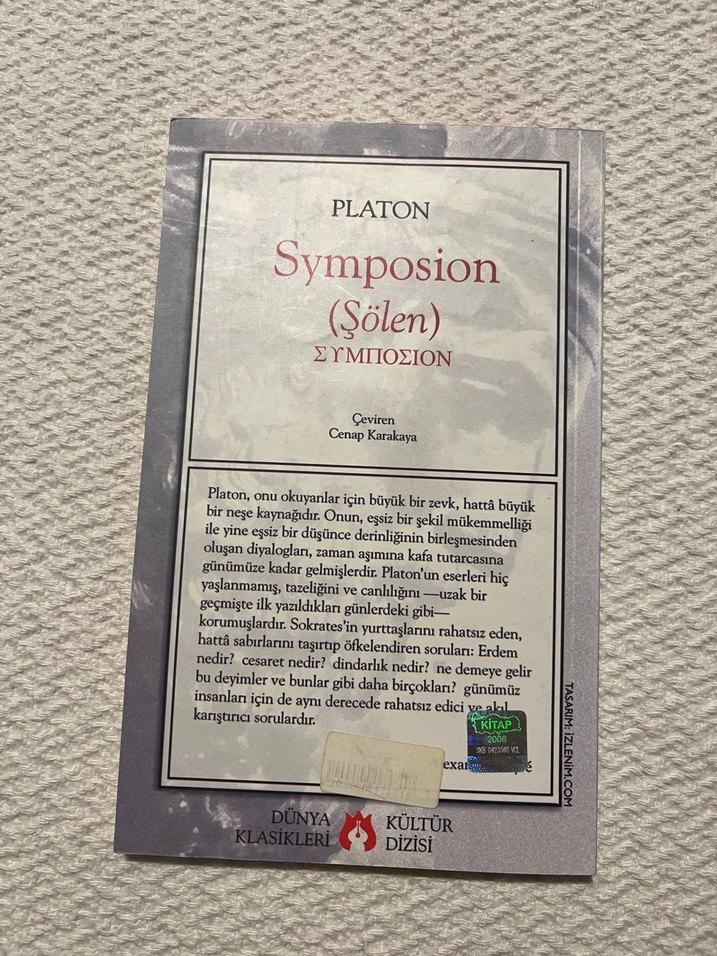 PLATON
Symposion
(Şölen)
ΣΥΜΠΟΣΙΟΝ
Çeviren
Cenap Karakaya
Platon, onu okuyanlar için büyük bir zevk, hattâ büyük
bir neşe kaynağıdır. Onun, eşsiz bir şekil mükemmelliği
ile yine eşsiz bir düşünce derinliğinin birleşmesinden
oluşan diyalogları, zaman aşımına kafa tutarcasına
günümüze kadar gelmişlerdir. Platon'un eserleri hiç
yaşlanmamış, tazeliğini ve canlılığını —uzak bir
geçmişte ilk yazıldıkları günlerdeki gibi—
korumuşlardır. Sokrates'in yurttaşlarını rahatsız eden,
hattâ sabırlarını taşırtıp öfkelendiren soruları: Erdem
nedir? cesaret nedir? dindarlık nedir? ne demeye gelir
bu deyimler ve bunlar gibi daha birçokları? günümüz
insanları için de aynı derecede rahatsız edici ve akıl
karıştırıcı sorulardır.
KİTAP
2006
TASARIM: İZLENİM.COM
DÜNYA
KLASİKLERİ
KÜLTÜR
DİZİSİ